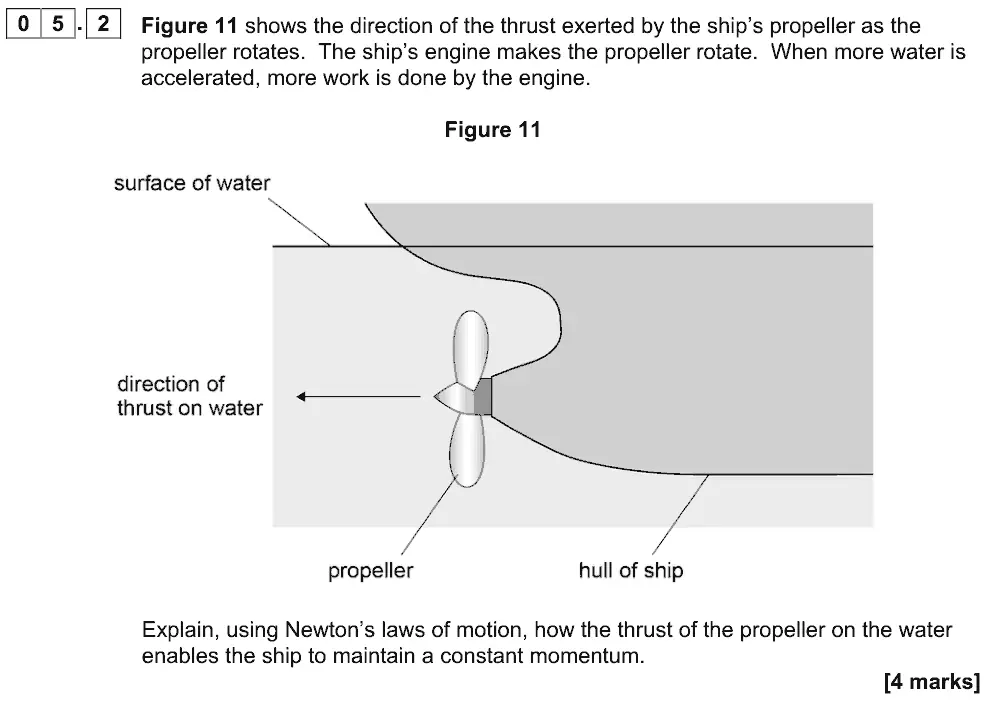 0 5 . 2 Figure 11 shows the direction of the thrust exerted by the ship's propeller as the
propeller rotates. The ship's engine makes the propeller rotate. When more water is
accelerated, more work is done by the engine.
Figure 11
surface of water
direction of
thrust on water
propeller
hull of ship
Explain, using Newton's laws of motion, how the thrust of the propeller on the water
enables the ship to maintain a constant momentum.
[4 marks]